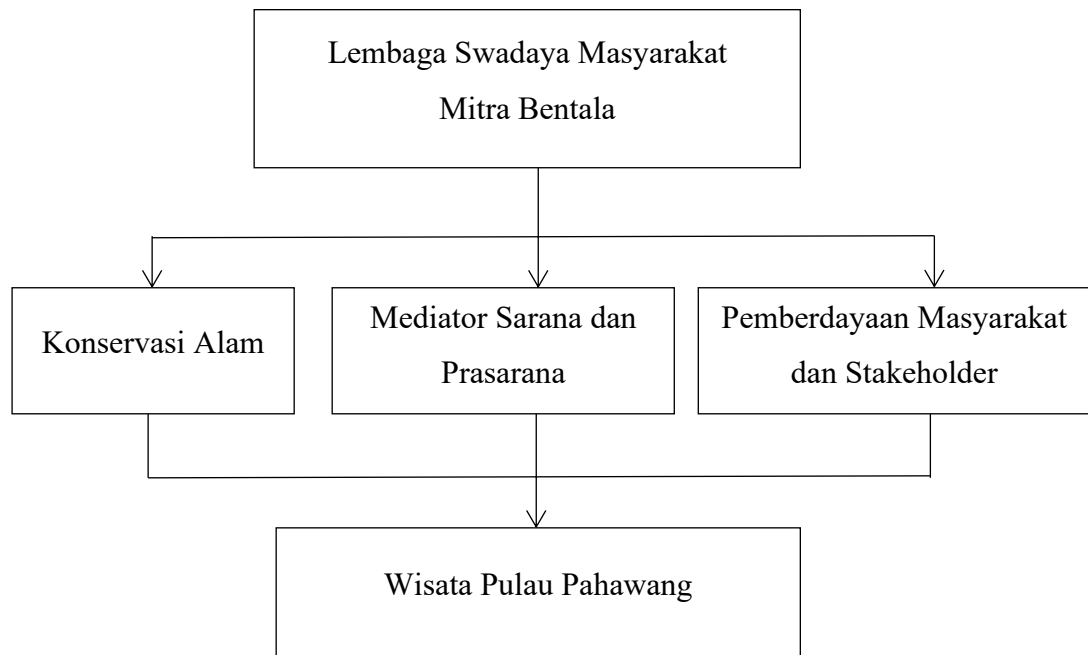 Lembaga Swadaya Masyarakat
Mitra Bentala
Konservasi Alam
Mediator Sarana dan
Prasarana
Pemberdayaan Masyarakat
dan Stakeholder
Wisata Pulau Pahawang